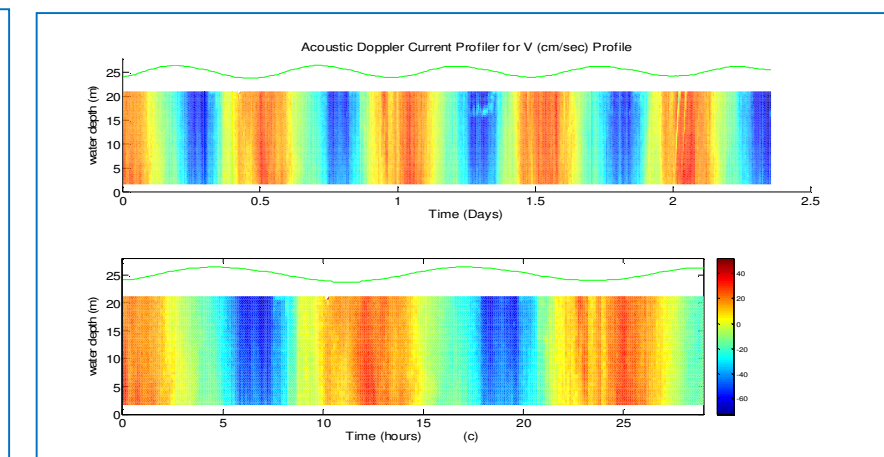 Acoustic Doppler Current Profiler for V (cm/sec) Profile
25
20
15
10
5
0
water depth (m)
0 0.5 1 1.5 2 2.5
Time (Days)
25
20
15
10
5
0
water depth (m)
0 5 10 15 20 25
Time (hours) (c)
40
20
0
-20
-40
-60